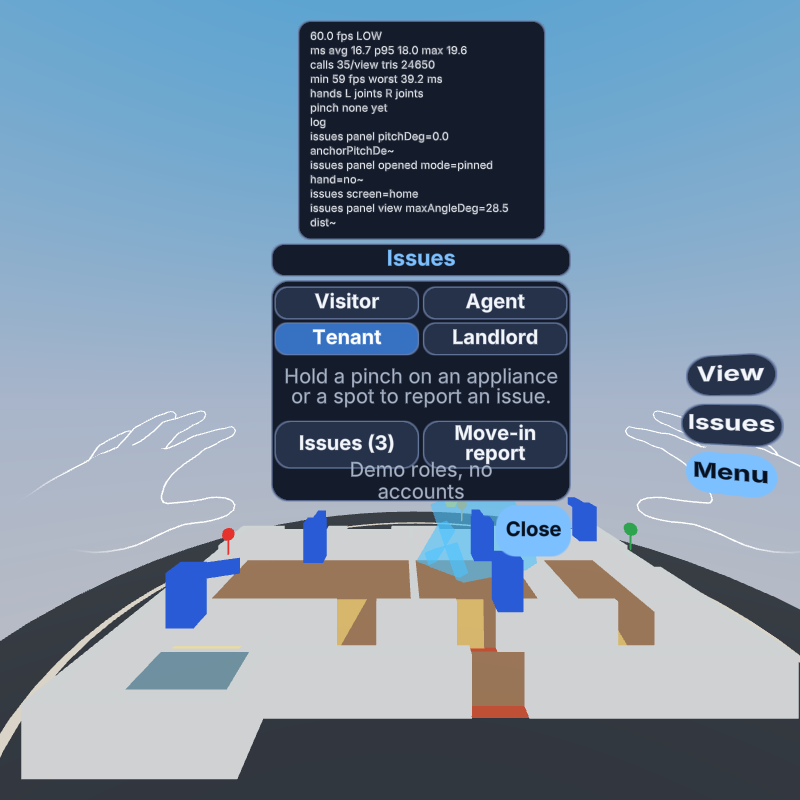 60.0 fps LOW
ms avg 16.7 p95 18.0 max 19.6
calls 35/view tris 24650
min 59 fps worst 39.2 ms
hands L joints R joints
pinch none yet
log
issues panel pitchDeg=0.0
anchorPitchDe~
issues panel opened mode=pinned
hand=no~
issues screen=home
issues panel view maxAngleDeg=28.5
dist~
Issues
Visitor
Agent
Tenant
Landlord
Hold a pinch on an appliance
or a spot to report an issue.
Issues (3)
Move-in
report
Demo roles, no
accounts
Close
View
Issues
Menu